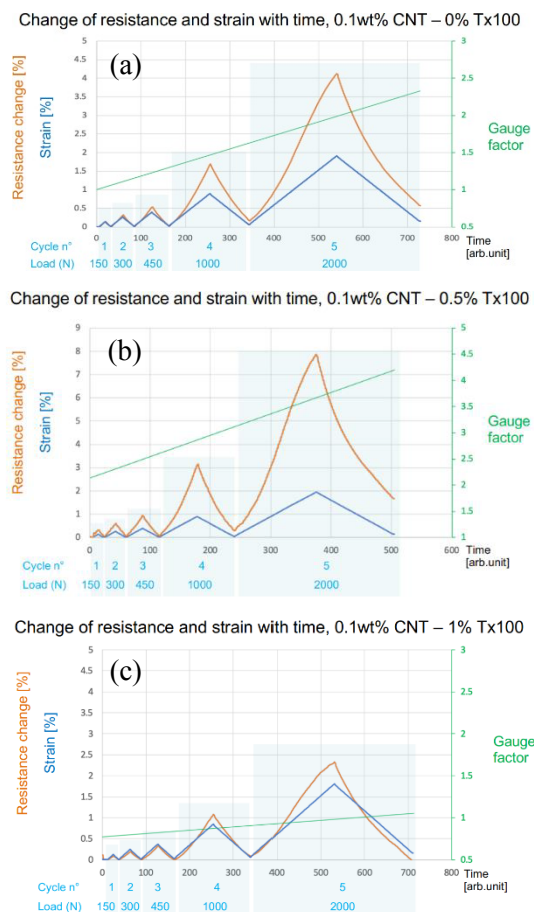 Change of resistance and strain with time, 0.1wt% CNT – 0% Tx100
(a)
Resistance change [%]
Strain [%]
5
4.5
4
3.5
3
2.5
2
1.5
1
0.5
0
3
2.5
2
1.5
1
0.5
Gauge
factor
0 100 200 300 400 500 600 700 800
Time
[arb.unit]
Cycle n° 1 2 3 4 5
Load (N) 150 300 450 1000 2000
Change of resistance and strain with time, 0.1wt% CNT – 0.5% Tx100
(b)
Resistance change [%]
Strain [%]
9
8
7
6
5
4
3
2
1
0
5
4.5
4
3.5
3
2.5
2
1.5
1
Gauge
factor
0 100 200 300 400 500 600
Time
[arb.unit]
Cycle n° 1 2 3 4 5
Load (N) 150 300 450 1000 2000
Change of resistance and strain with time, 0.1wt% CNT – 1% Tx100
(c)
Resistance change [%]
Strain [%]
5
4.5
4
3.5
3
2.5
2
1.5
1
0.5
0
3
2.5
2
1.5
1
0.5
Gauge
factor
0 100 200 300 400 500 600 700 800
Time
[arb.unit]
Cycle n° 1 2 3 4 5
Load (N) 150 300 450 1000 2000